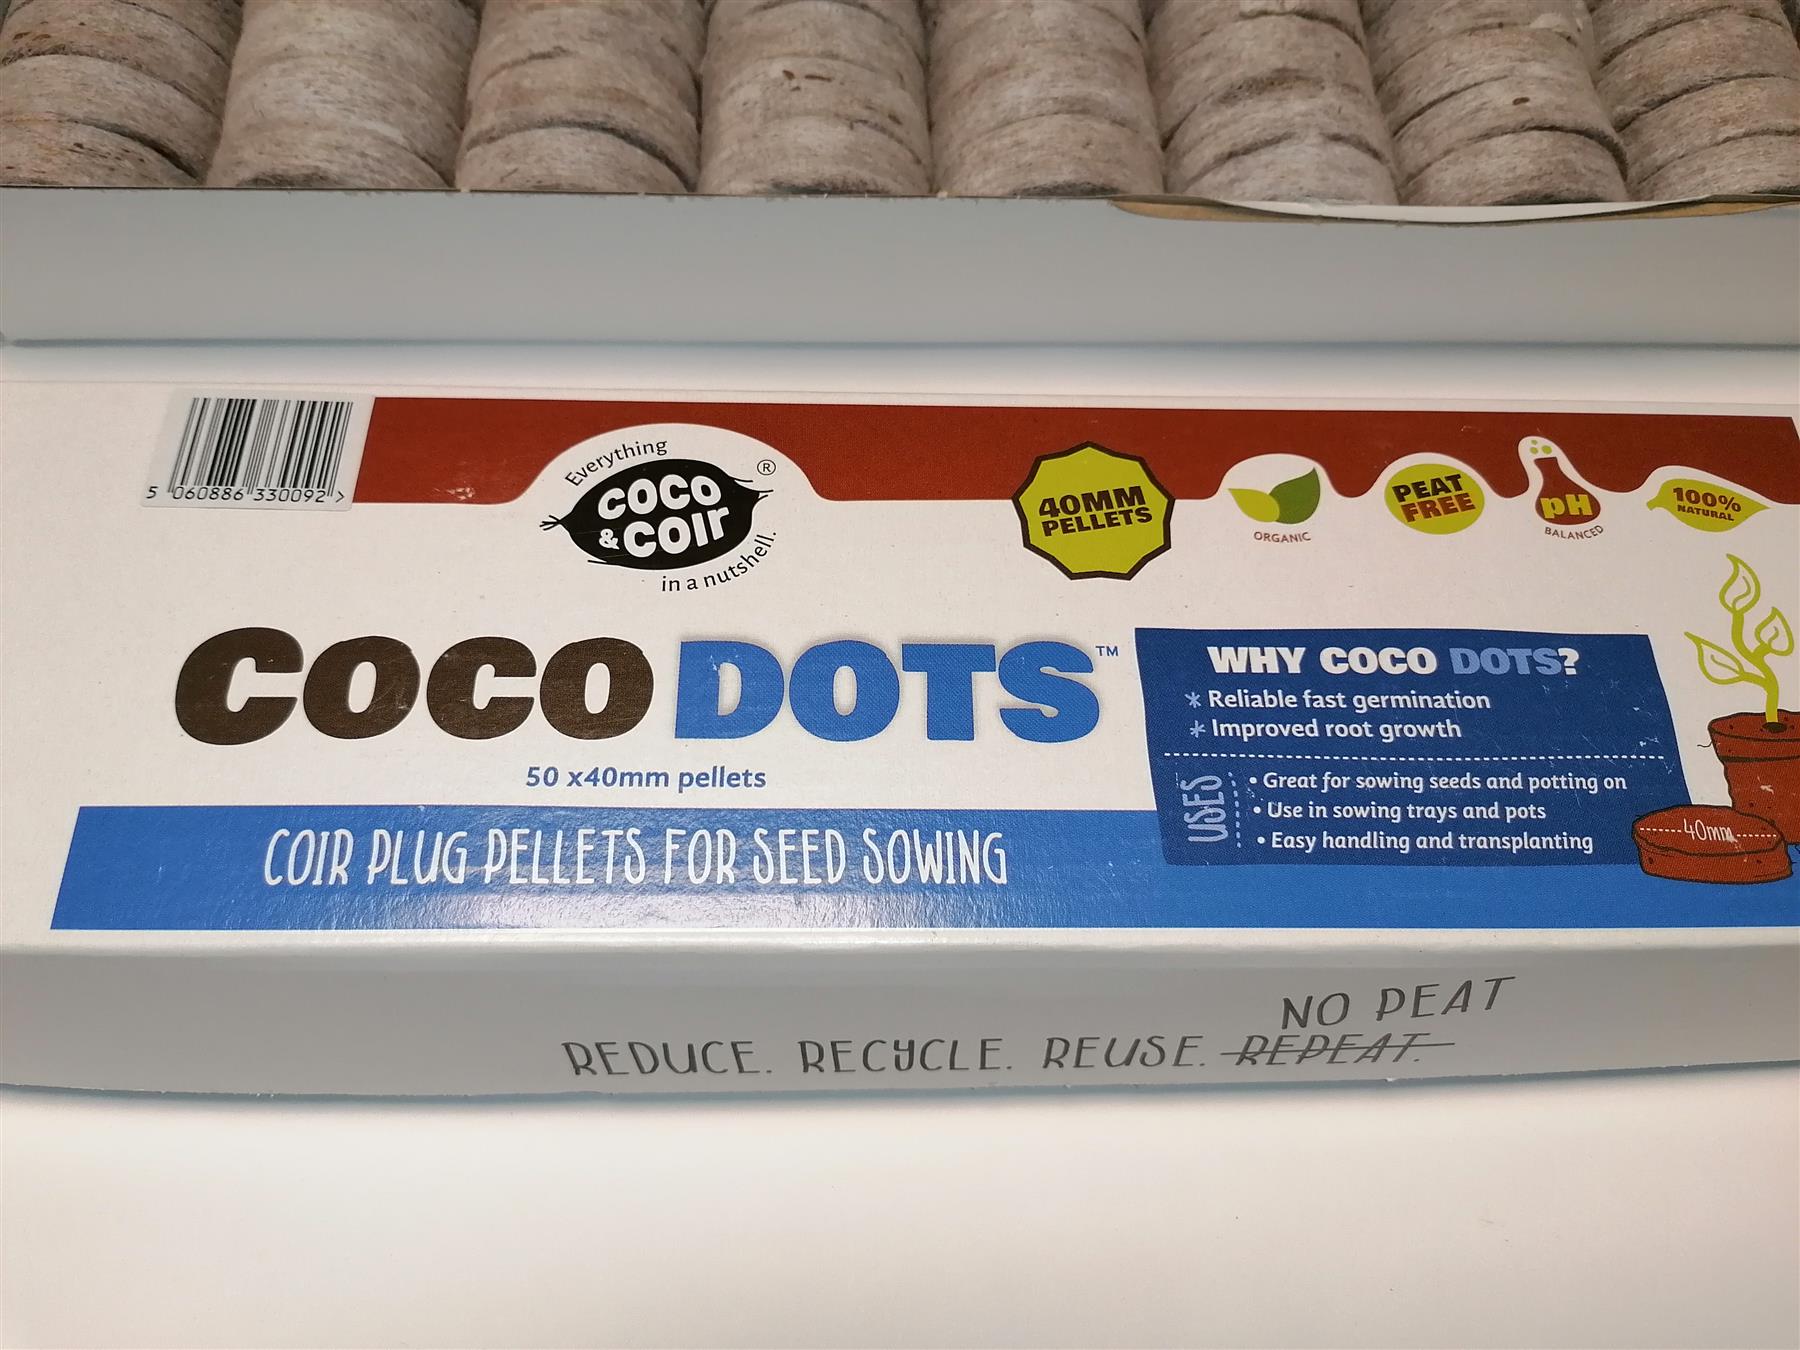 5 060886 330092 >
Everything
COCO
& COIR
®
in a nutshell.
40MM
PELLETS
ORGANIC
PEAT
FREE
pH
BALANCED
100%
NATURAL
COCO DOTS™
50 x40mm pellets
COIR PLUG PELLETS FOR SEED SOWING
WHY COCO DOTS?
* Reliable fast germination
* Improved root growth
USES
• Great for sowing seeds and potting on
• Use in sowing trays and pots
• Easy handling and transplanting
40mm
NO PEAT
REDUCE. RECYCLE. REUSE. REPEAT.